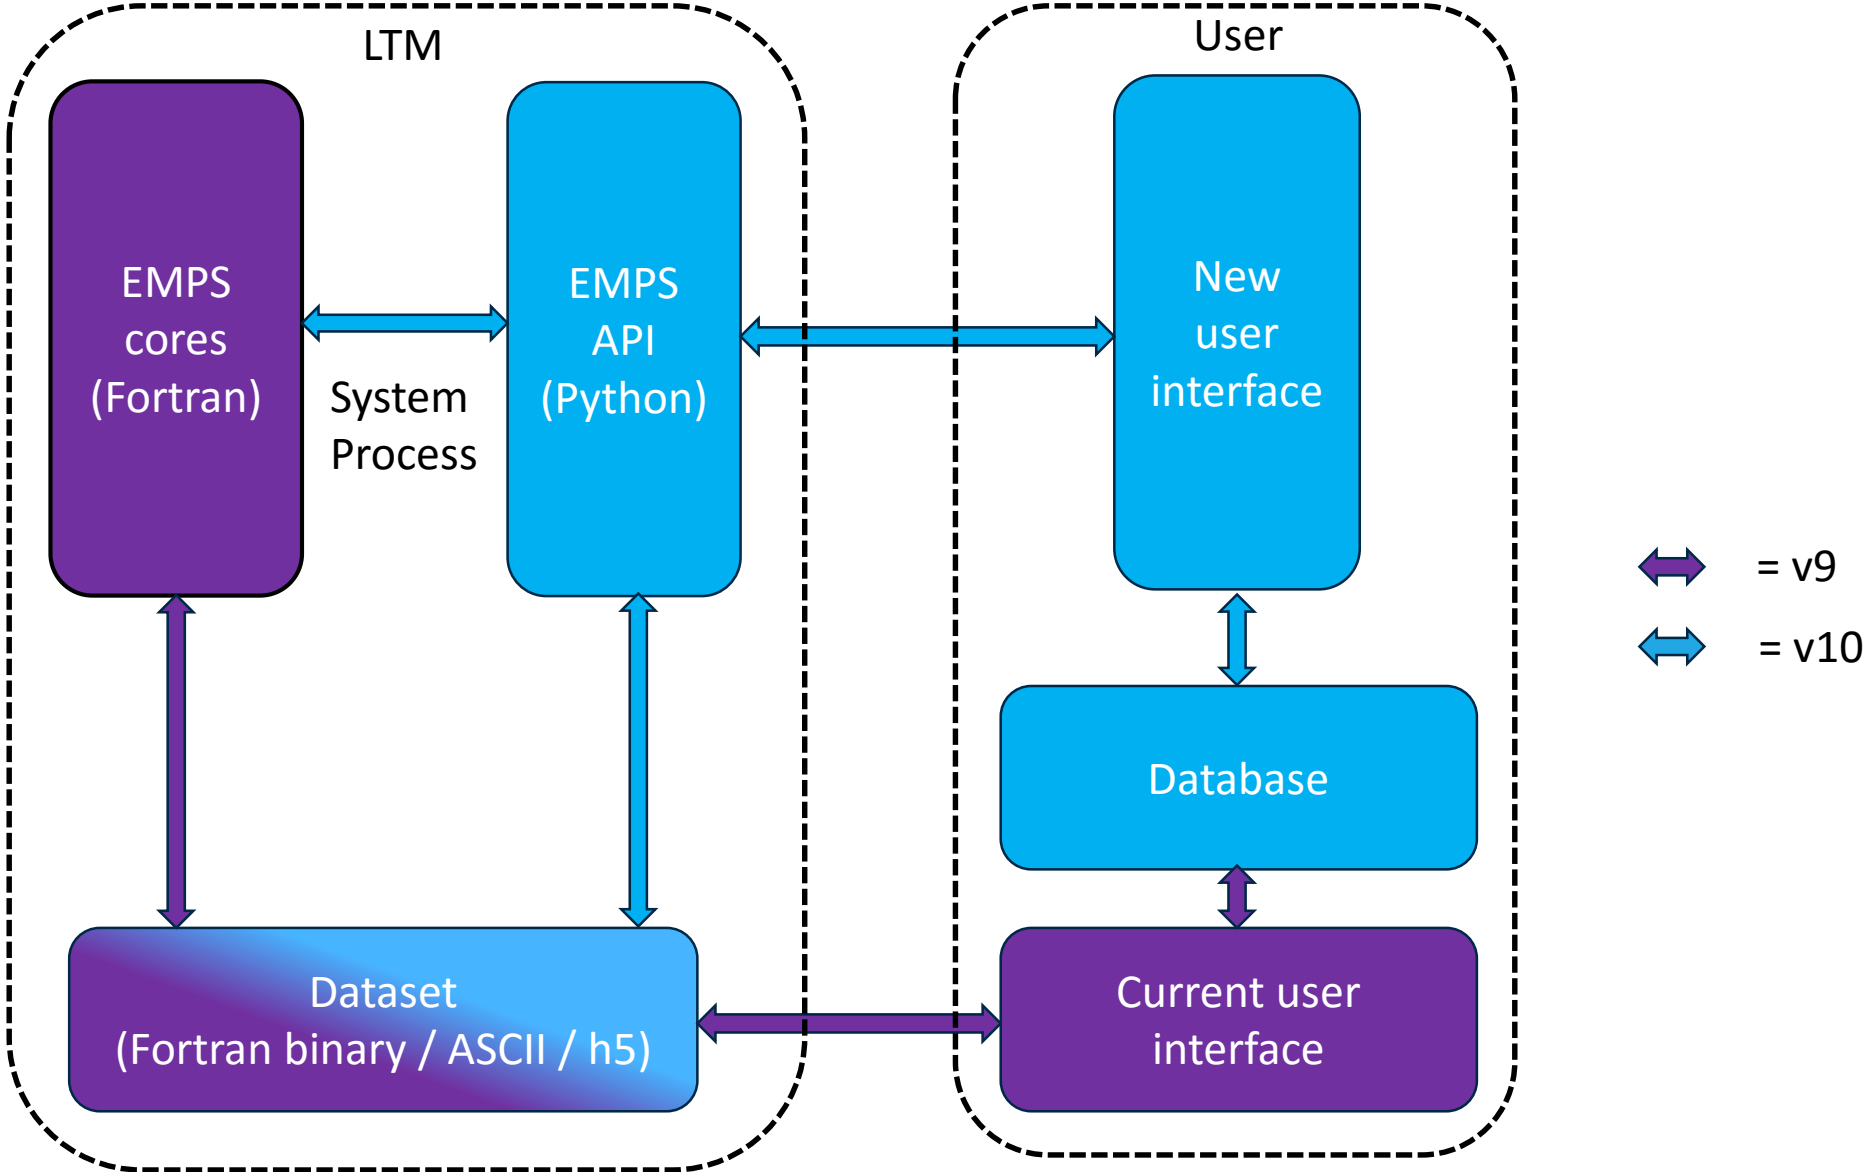 LTM
User
EMPS
cores
(Fortran)
System
Process
EMPS
API
(Python)
New
user
interface
= v9
= v10
Database
Dataset
(Fortran binary / ASCII / h5)
Current user
interface